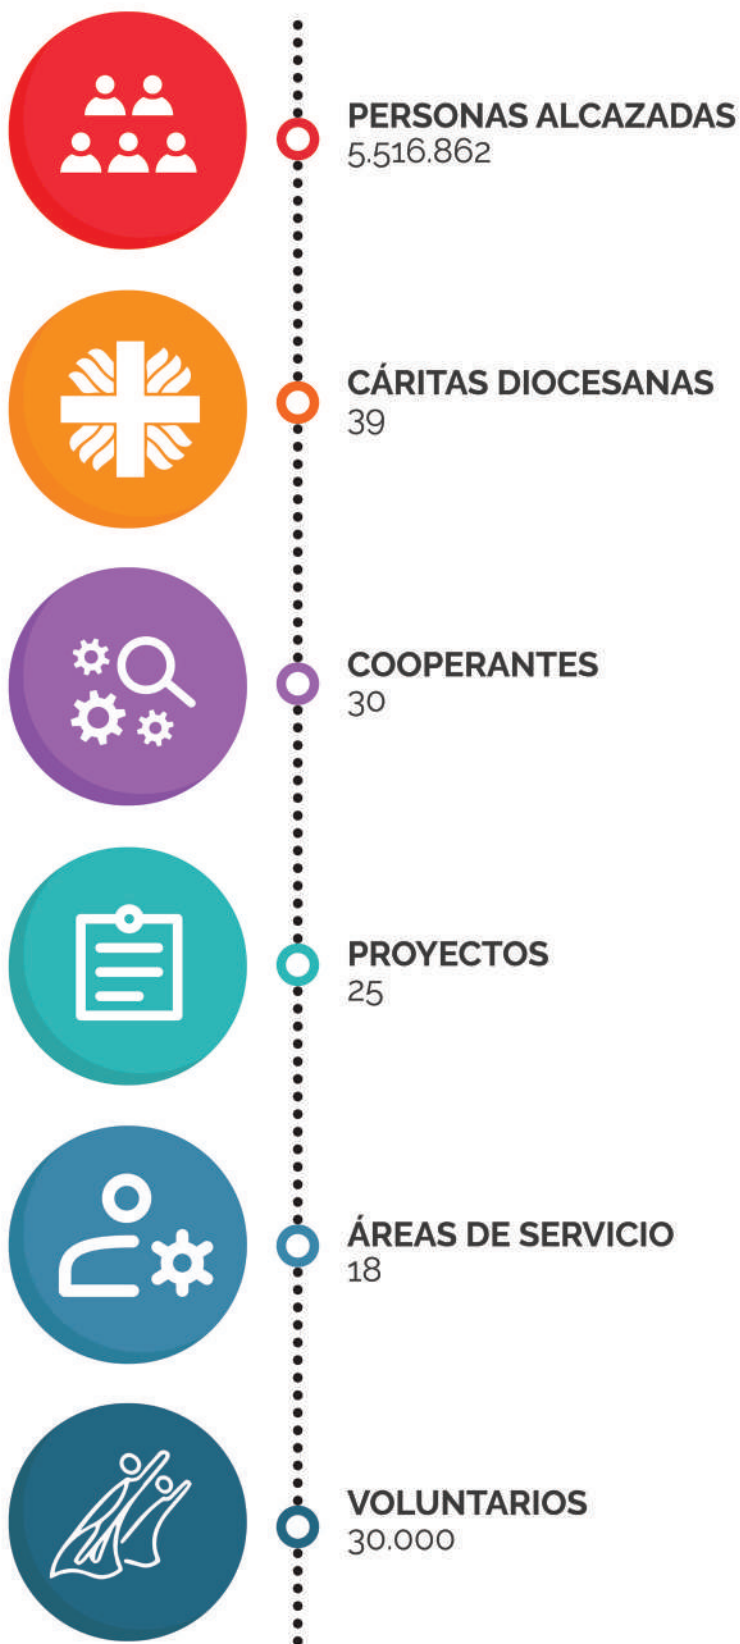 PERSONAS ALCAZADAS
5.516.862
CÁRITAS DIOCESANAS
39
COOPERANTES
30
PROYECTOS
25
ÁREAS DE SERVICIO
18
VOLUNTARIOS
30.000